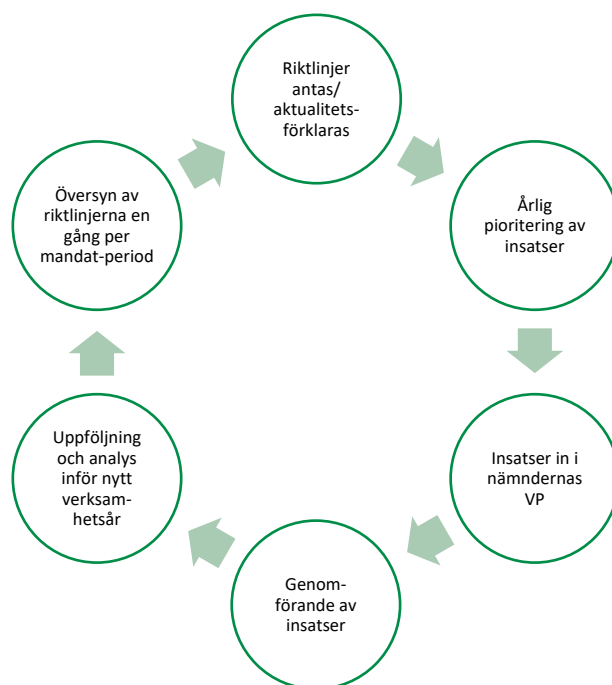 Riktlinjer
antas/
aktualitets-
förklaras
Årlig
pioritering av
insatser
Insatser in i
nämndernas
VP
Genom-
förande av
insatser
Uppföljning
och analys
inför nytt
verksam-
hetsår
Översyn av
riktlinjerna en
gång per
mandat-period